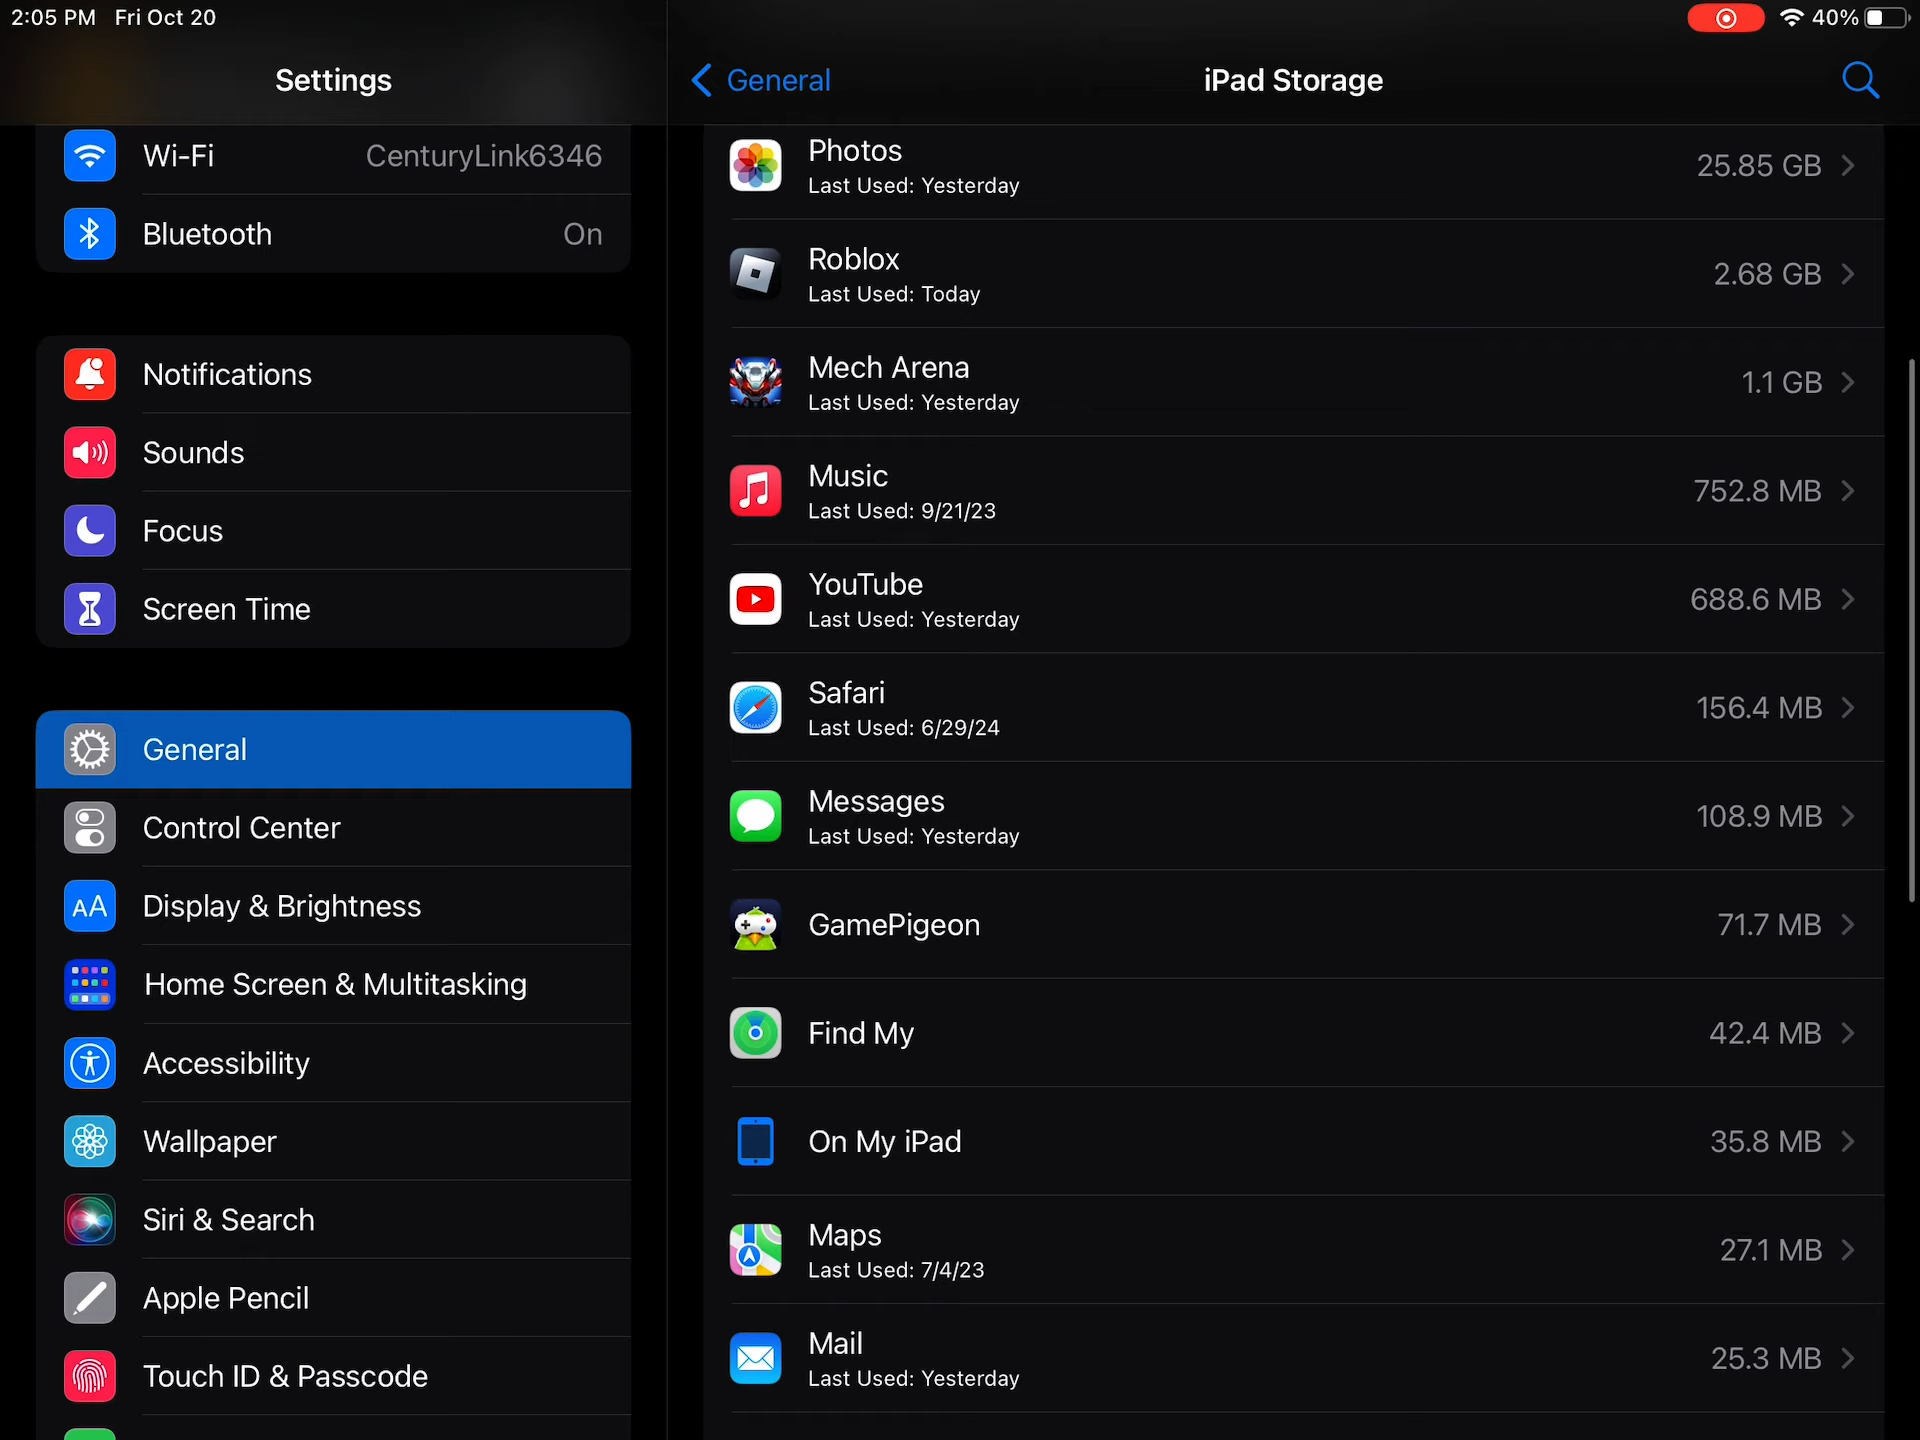 2:05 PM Fri Oct 20
40%
Settings
Wi-Fi CenturyLink6346
Bluetooth On
Notifications
Sounds
Focus
Screen Time
General
Control Center
AA Display & Brightness
Home Screen & Multitasking
Accessibility
Wallpaper
Siri & Search
Apple Pencil
Touch ID & Passcode
General
iPad Storage
Photos 25.85 GB
Last Used: Yesterday
Roblox 2.68 GB
Last Used: Today
Mech Arena 1.1 GB
Last Used: Yesterday
Music 752.8 MB
Last Used: 9/21/23
YouTube 688.6 MB
Last Used: Yesterday
Safari 156.4 MB
Last Used: 6/29/24
Messages 108.9 MB
Last Used: Yesterday
GamePigeon 71.7 MB
Find My 42.4 MB
On My iPad 35.8 MB
Maps 27.1 MB
Last Used: 7/4/23
Mail 25.3 MB
Last Used: Yesterday